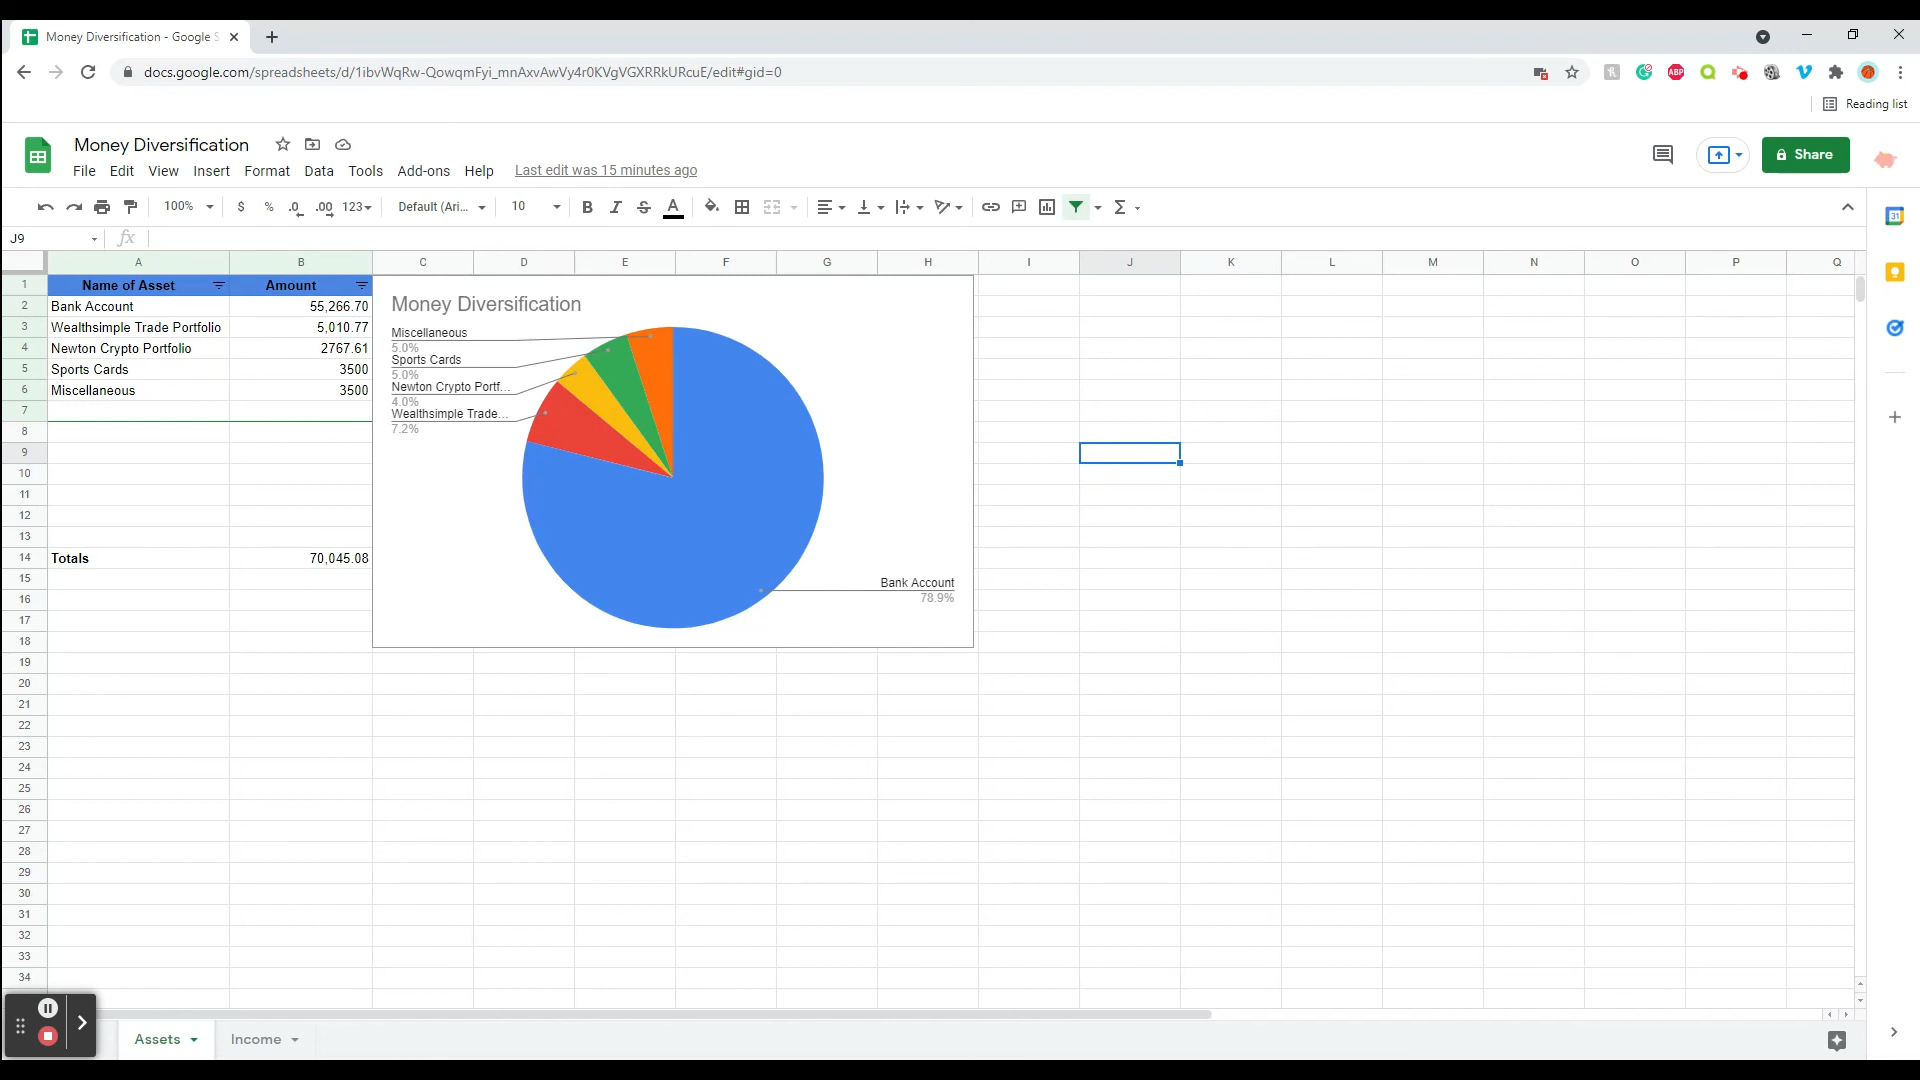 Money Diversification - Google S
docs.google.com/spreadsheets/d/1ibvWqRw-QowqmFyi_mnAxvAwVy4r0KVgVGXRRkURcuE/edit#gid=0
ABP
Reading list
Money Diversification
File Edit View Insert Format Data Tools Add-ons Help Last edit was 15 minutes ago
Share
100% $ % .0 .00 123 Default (Ari... 10 B I S A Σ
31
J9 fx
A B C D E F G H I J K L M N O P Q
1 Name of Asset Amount
2 Bank Account 55,266.70
3 Wealthsimple Trade Portfolio 5,010.77
4 Newton Crypto Portfolio 2767.61
5 Sports Cards 3500
6 Miscellaneous 3500
7
8
9
10
11
12
13
14 Totals 70,045.08
15
16
17
18
19
20
21
22
23
24
25
26
27
28
29
30
31
32
33
34
Money Diversification
Miscellaneous
5.0%
Sports Cards
5.0%
Newton Crypto Portf...
4.0%
Wealthsimple Trade...
7.2%
Bank Account
78.9%
Assets Income